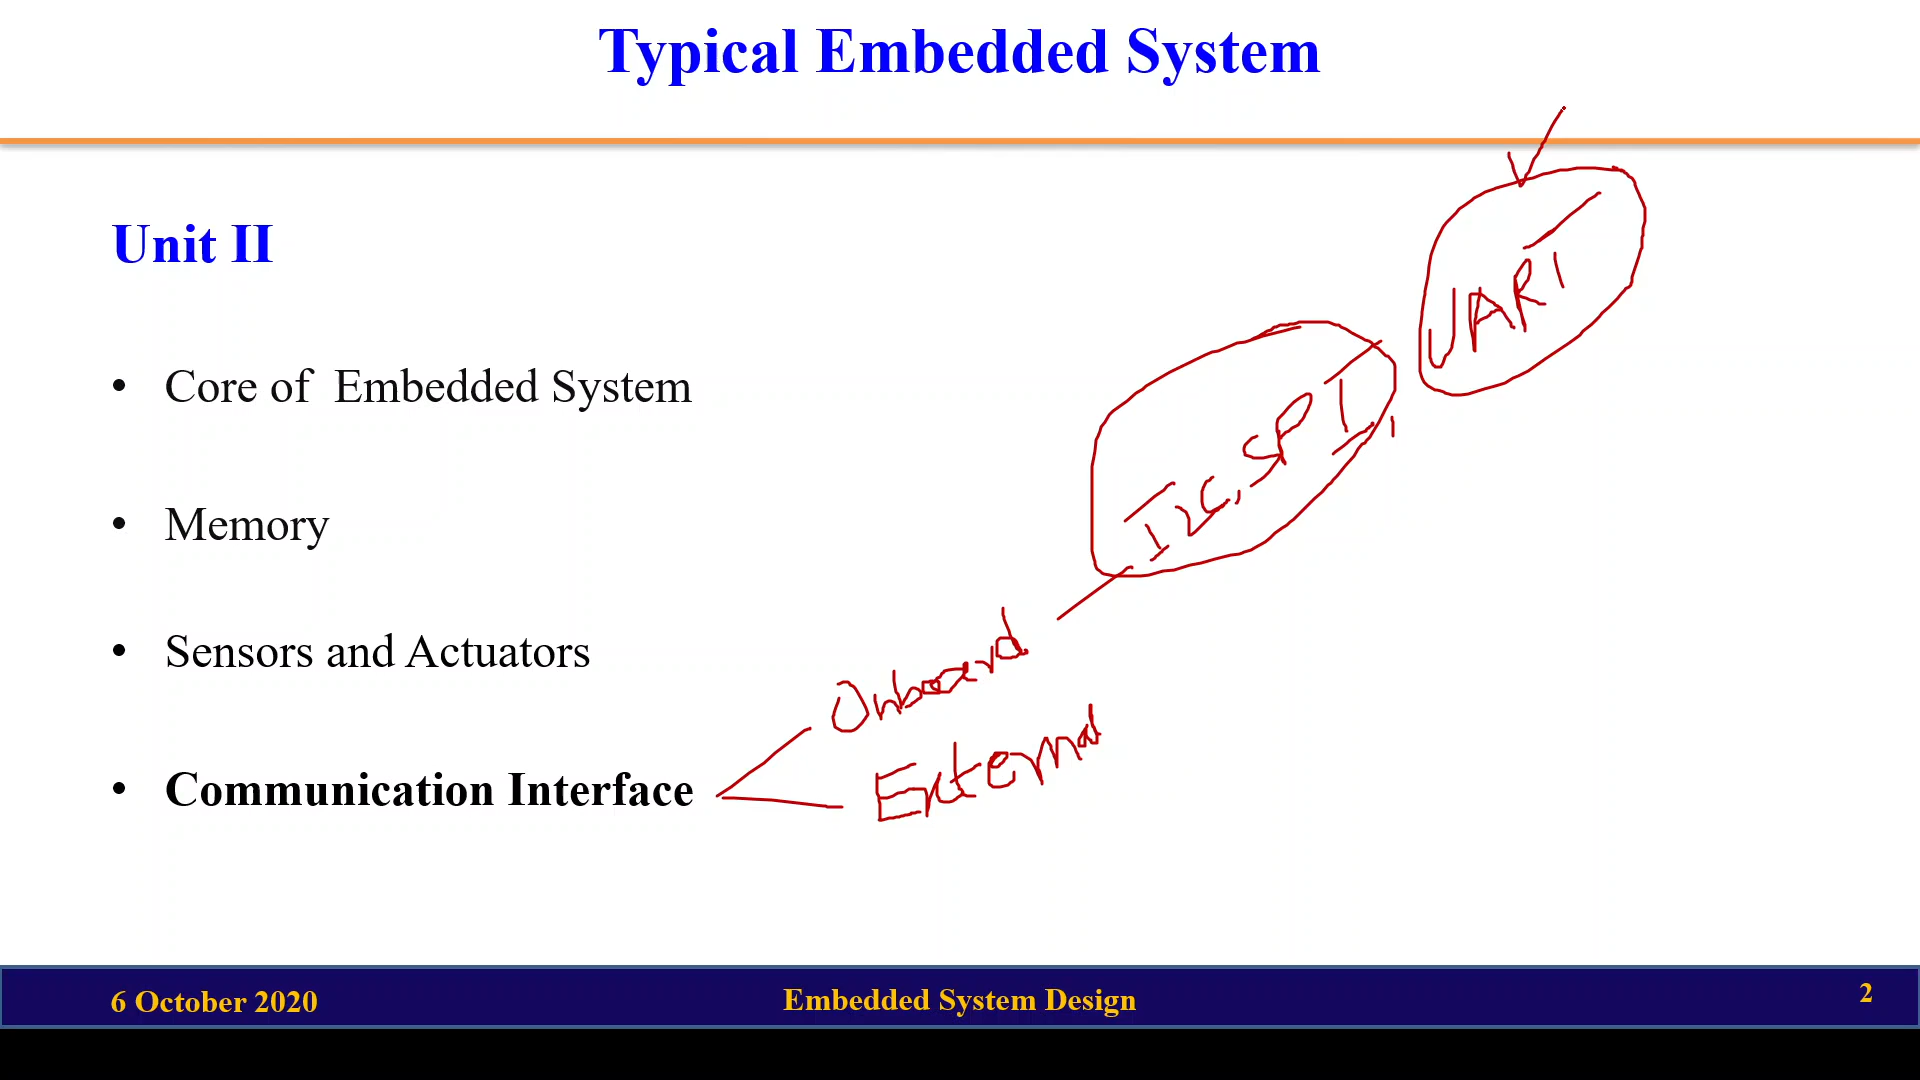 Typical Embedded System
Unit II
UART
• Core of Embedded System
I2C, SPI,
• Memory
• Sensors and Actuators
Onboard
External
• Communication Interface
6 October 2020
Embedded System Design
2